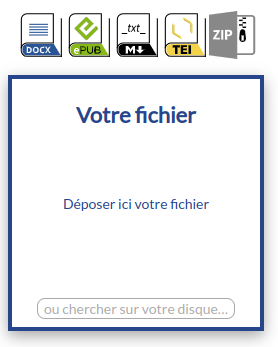 DOCX
ePUB
_txt_
M
TEI
ZIP
Votre fichier
Déposer ici votre fichier
ou chercher sur votre disque...